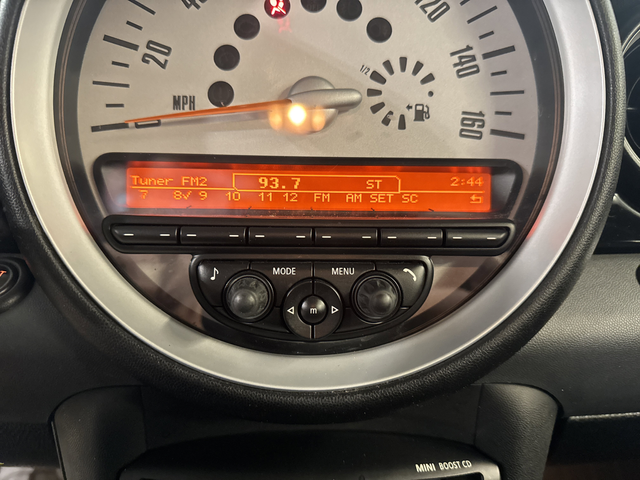 20
120
140
160
MPH
1/2
Tuner FM2 93.7 ST 2:44
7 8✓ 9 10 11 12 FM AM SET SC
MODE MENU
m
MINI BOOST CD